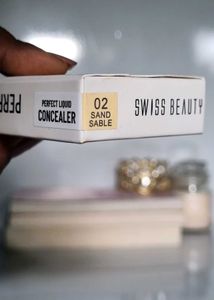 PERF
PERFECT LIQUID
CONCEALER
02
SAND
SABLE
SWISS BEAUTY